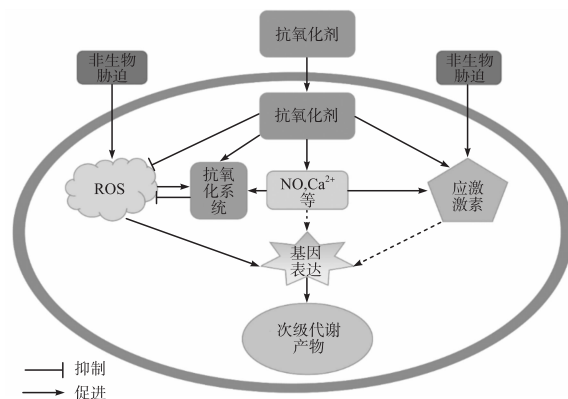 抗氧化剂
非生物
胁迫
非生物
胁迫
抗氧化剂
ROS
抗氧
化系
统
NO,Ca²⁺
等
应激
激素
基因
表达
次级代谢
产物
抑制
促进